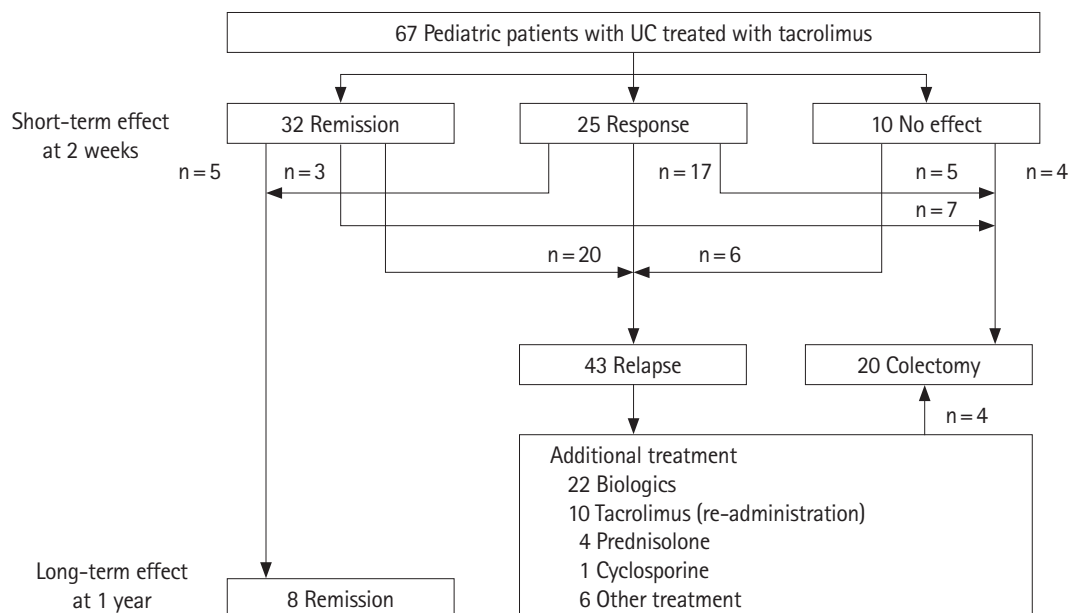 67 Pediatric patients with UC treated with tacrolimus
Short-term effect
at 2 weeks
32 Remission
25 Response
10 No effect
n=5
n=3
n=17
n=5
n=4
n=7
n=20
n=6
43 Relapse
20 Colectomy
n=4
Additional treatment
22 Biologics
10 Tacrolimus (re-administration)
4 Prednisolone
1 Cyclosporine
6 Other treatment
Long-term effect
at 1 year
8 Remission